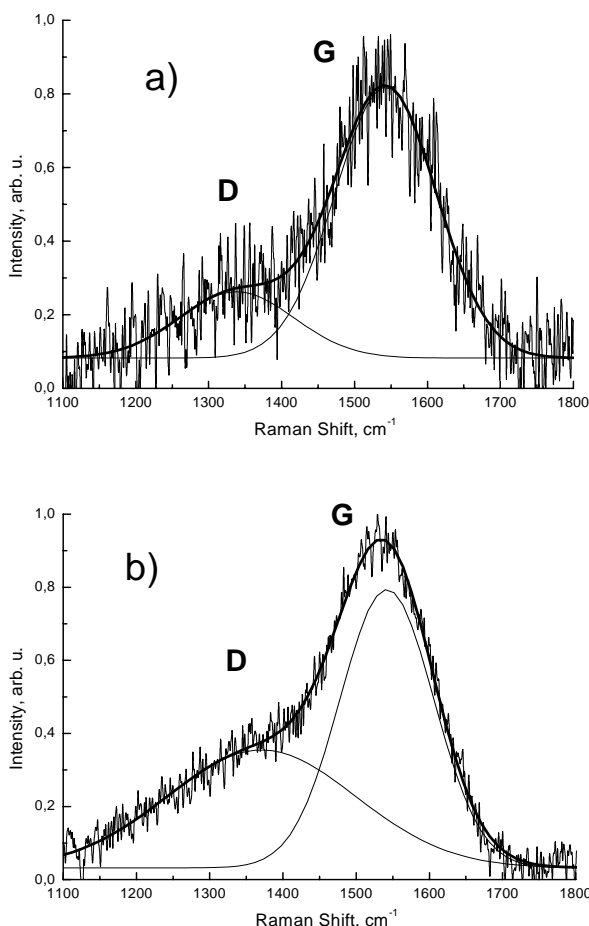 1,0
G
a)
0,8
0,6
D
0,4
0,2
0,0
Intensity, arb. u.
1100 1200 1300 1400 1500 1600 1700 1800
Raman Shift, cm⁻¹
1,0
G
b)
0,8
D
0,6
0,4
0,2
0,0
Intensity, arb. u.
1100 1200 1300 1400 1500 1600 1700 1800
Raman Shift, cm⁻¹